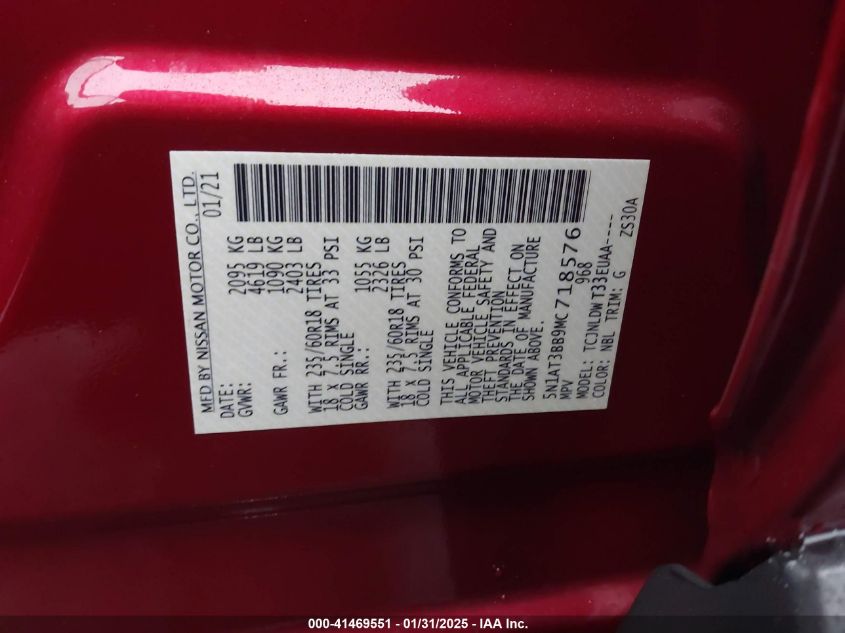 MFD BY NISSAN MOTOR CO., LTD.
DATE: 01/21
GVWR: 2095 KG
4619 LB
GAWR FR.: 1090 KG
2403 LB
WITH 235/60R18 TIRES
18 X 7.5 RIMS AT 33 PSI
COLD SINGLE
GAWR RR.: 1055 KG
2326 LB
WITH 235/60R18 TIRES
18 X 7.5 RIMS AT 30 PSI
COLD SINGLE
THIS VEHICLE CONFORMS TO
ALL APPLICABLE FEDERAL
MOTOR VEHICLE SAFETY AND
THEFT PREVENTION
STANDARDS IN EFFECT ON
THE DATE OF MANUFACTURE
SHOWN ABOVE.
5N1AT3BB9MC718576
MPV 968
MODEL: TCJNLDWT33EUAA----
COLOR: NBL TRIM: G ZS30A
000-41469551 - 01/31/2025 - IAA Inc.